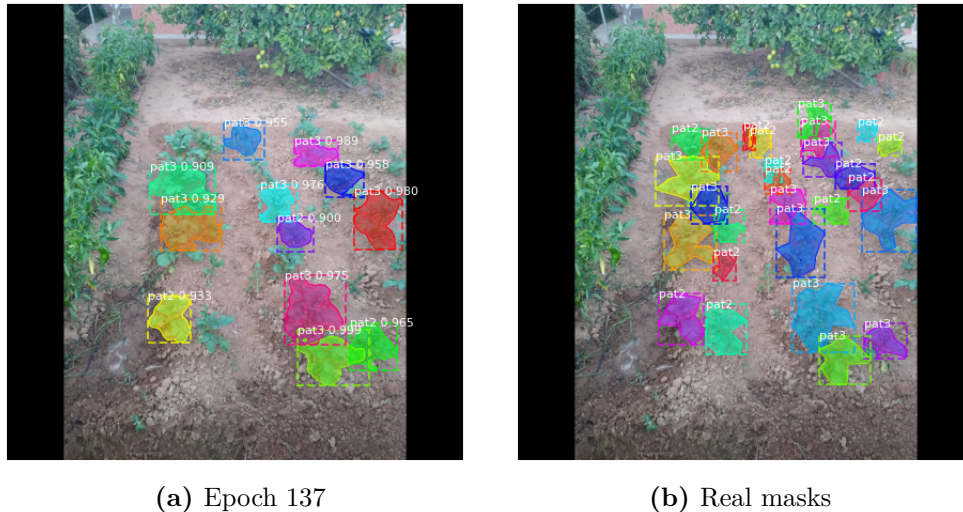 pat3 0.955
pat3 0.989
pat3 0.909
pat3 0.958
pat3 0.976
pat3 0.980
pat3 0.929
pat2 0.900
pat3 0.975
pat2 0.933
pat2 0.965
pat3 0.999
pat3
pat3
pat2
pat3
pat2
pat2
pat2
pat2
pat3
pat2
pat2
pat2
pat3
pat3
pat2
pat3
pat3
pat3
pat2
pat2
pat2
pat2
pat3
pat3
pat3
(a) Epoch 137
(b) Real masks